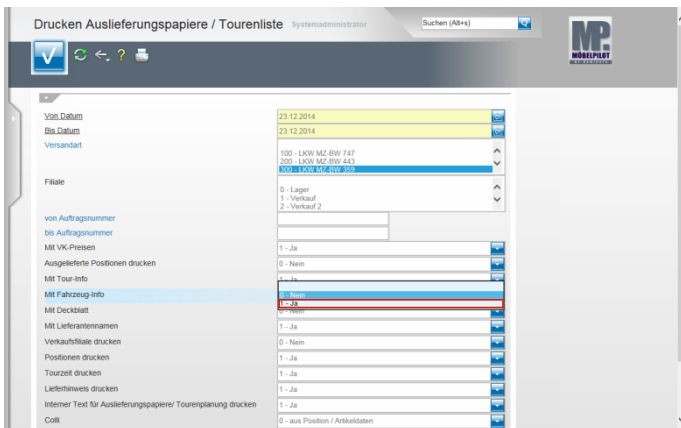 Drucken Auslieferungspapiere / Tourenliste Systemadministrator Suchen (Alt+s)
MP
MÖBELPILOT
Von Datum 23.12.2014
Bis Datum 23.12.2014
Versandart
100 - LKW MZ-BW 747
200 - LKW MZ-BW 443
300 - LKW MZ-BW 359
Filiale
0 - Lager
1 - Verkauf
2 - Verkauf 2
von Auftragsnummer
bis Auftragsnummer
Mit VK-Preisen 1 - Ja
Ausgelieferte Positionen drucken 0 - Nein
Mit Tour-Info 1 - Ja
Mit Fahrzeug-Info 0 - Nein
1 - Ja
Mit Deckblatt 0 - Nein
Mit Lieferantennamen 1 - Ja
Verkaufsfiliale drucken 0 - Nein
Positionen drucken 1 - Ja
Tourzeit drucken 1 - Ja
Lieferhinweis drucken 1 - Ja
Interner Text für Auslieferungspapiere/ Tourenplanung drucken 1 - Ja
Colli 0 - aus Position / Artikeldaten